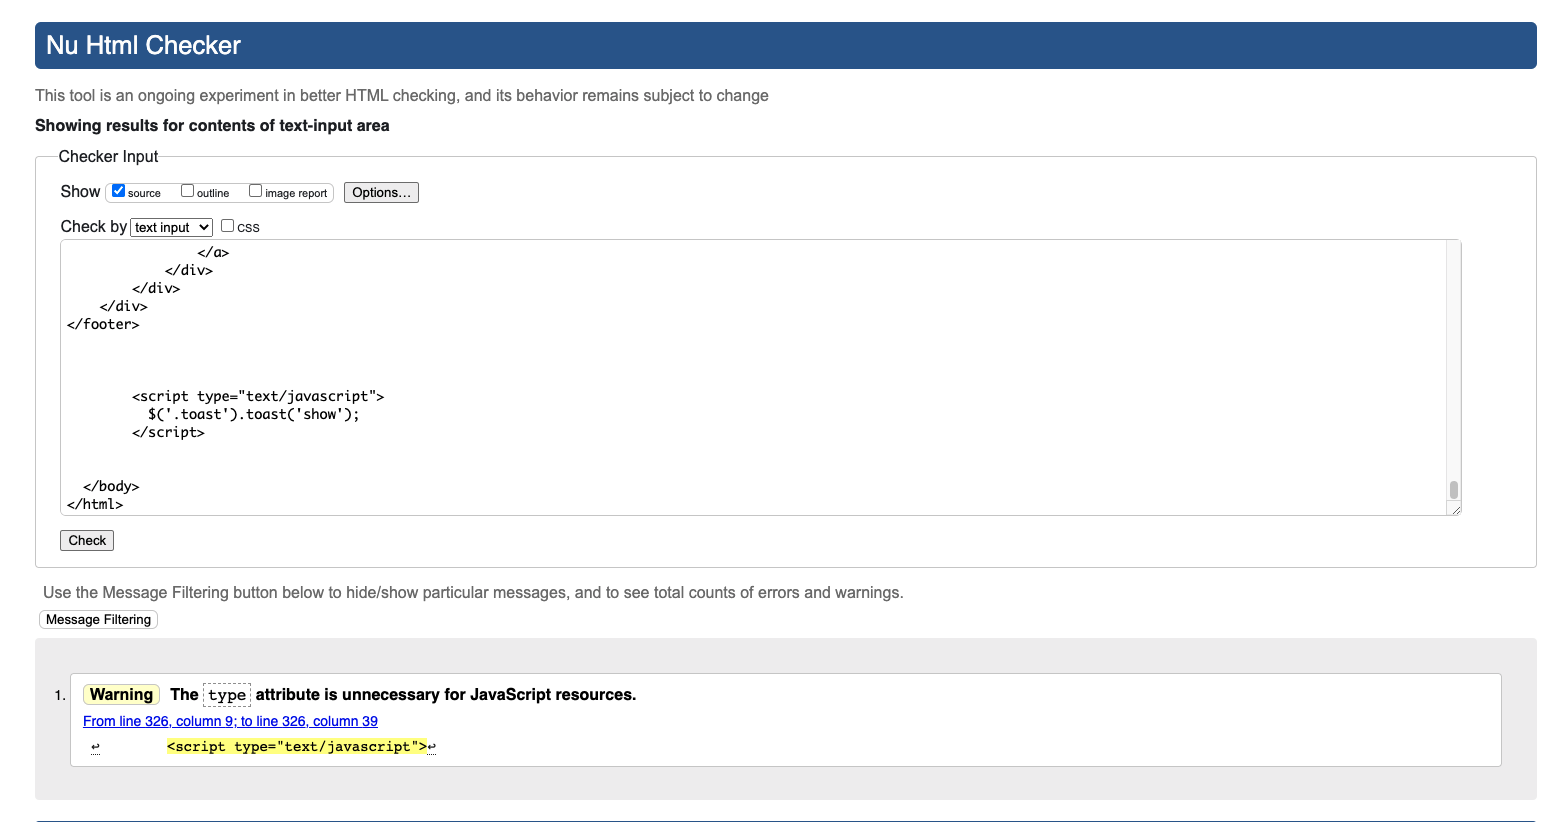 Nu Html Checker
This tool is an ongoing experiment in better HTML checking, and its behavior remains subject to change
Showing results for contents of text-input area
Checker Input
Show source outline image report Options...
Check by text input CSS
</a>
</div>
</div>
</div>
</footer>
<script type="text/javascript">
$('.toast').toast('show');
</script>
</body>
</html>
Check
Use the Message Filtering button below to hide/show particular messages, and to see total counts of errors and warnings.
Message Filtering
1. Warning The type attribute is unnecessary for JavaScript resources.
From line 326, column 9; to line 326, column 39
↩ <script type="text/javascript">↩